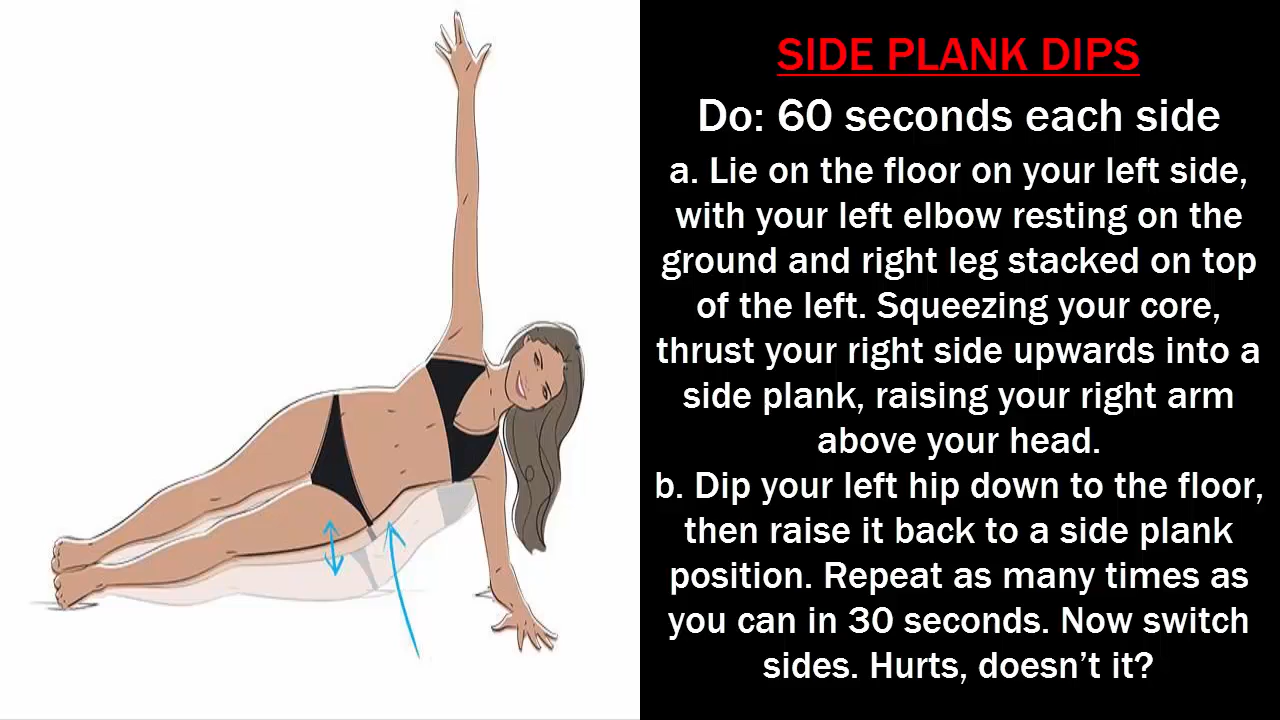 SIDE PLANK DIPS
Do: 60 seconds each side
a. Lie on the floor on your left side,
with your left elbow resting on the
ground and right leg stacked on top
of the left. Squeezing your core,
thrust your right side upwards into a
side plank, raising your right arm
above your head.
b. Dip your left hip down to the floor,
then raise it back to a side plank
position. Repeat as many times as
you can in 30 seconds. Now switch
sides. Hurts, doesn’t it?